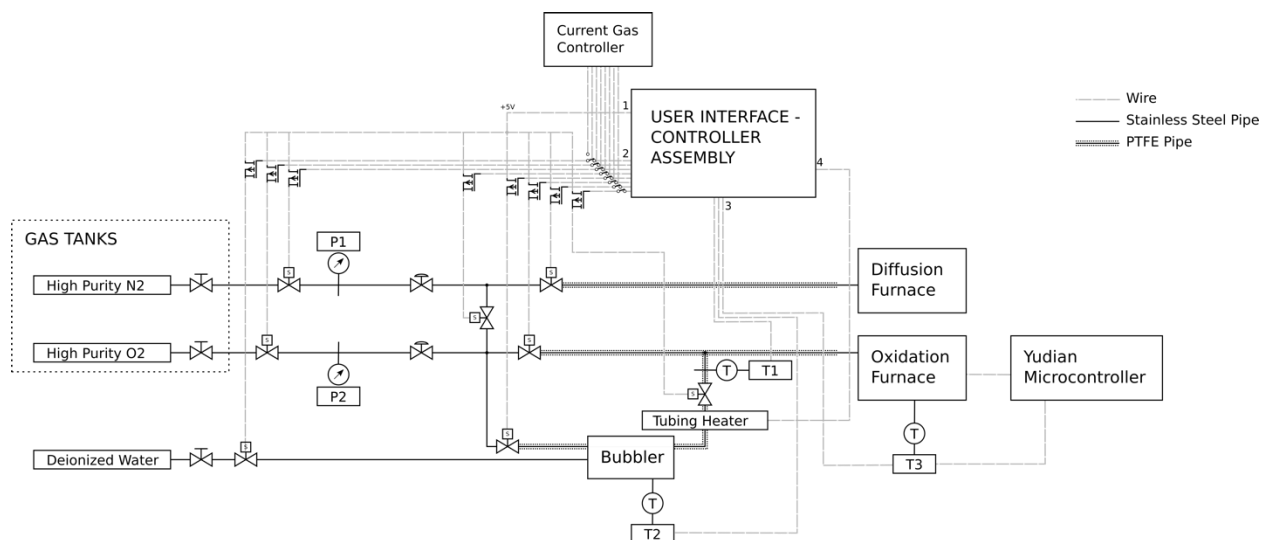 Current Gas
Controller
Wire
Stainless Steel Pipe
PTFE Pipe
+5V
1
USER INTERFACE -
CONTROLLER
ASSEMBLY
2
4
3
GAS TANKS
P1
S
S
High Purity N2
Diffusion
Furnace
S
S
S
High Purity O2
Oxidation
Furnace
Yudian
Microcontroller
T
T1
P2
S
Tubing Heater
S
S
Deionized Water
Bubbler
T
T3
T
T2